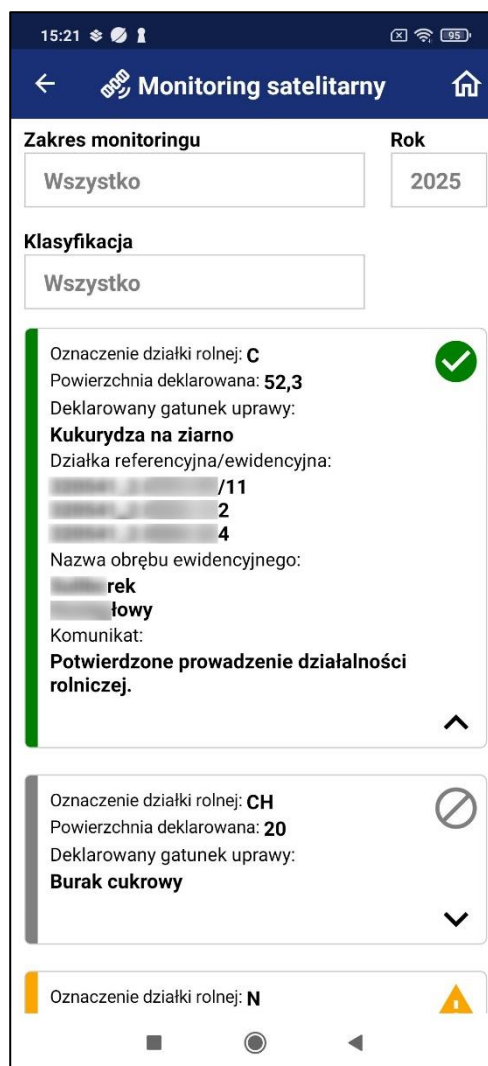 15:21
95
Monitoring satelitarny
Zakres monitoringu
Rok
Wszystko
2025
Klasyfikacja
Wszystko
Oznaczenie działki rolnej: C
Powierzchnia deklarowana: 52,3
Deklarowany gatunek uprawy:
Kukurydza na ziarno
Działka referencyjna/ewidencyjna:
/11
2
4
Nazwa obrębu ewidencyjnego:
rek
łowy
Komunikat:
Potwierdzone prowadzenie działalności
rolniczej.
Oznaczenie działki rolnej: CH
Powierzchnia deklarowana: 20
Deklarowany gatunek uprawy:
Burak cukrowy
Oznaczenie działki rolnej: N